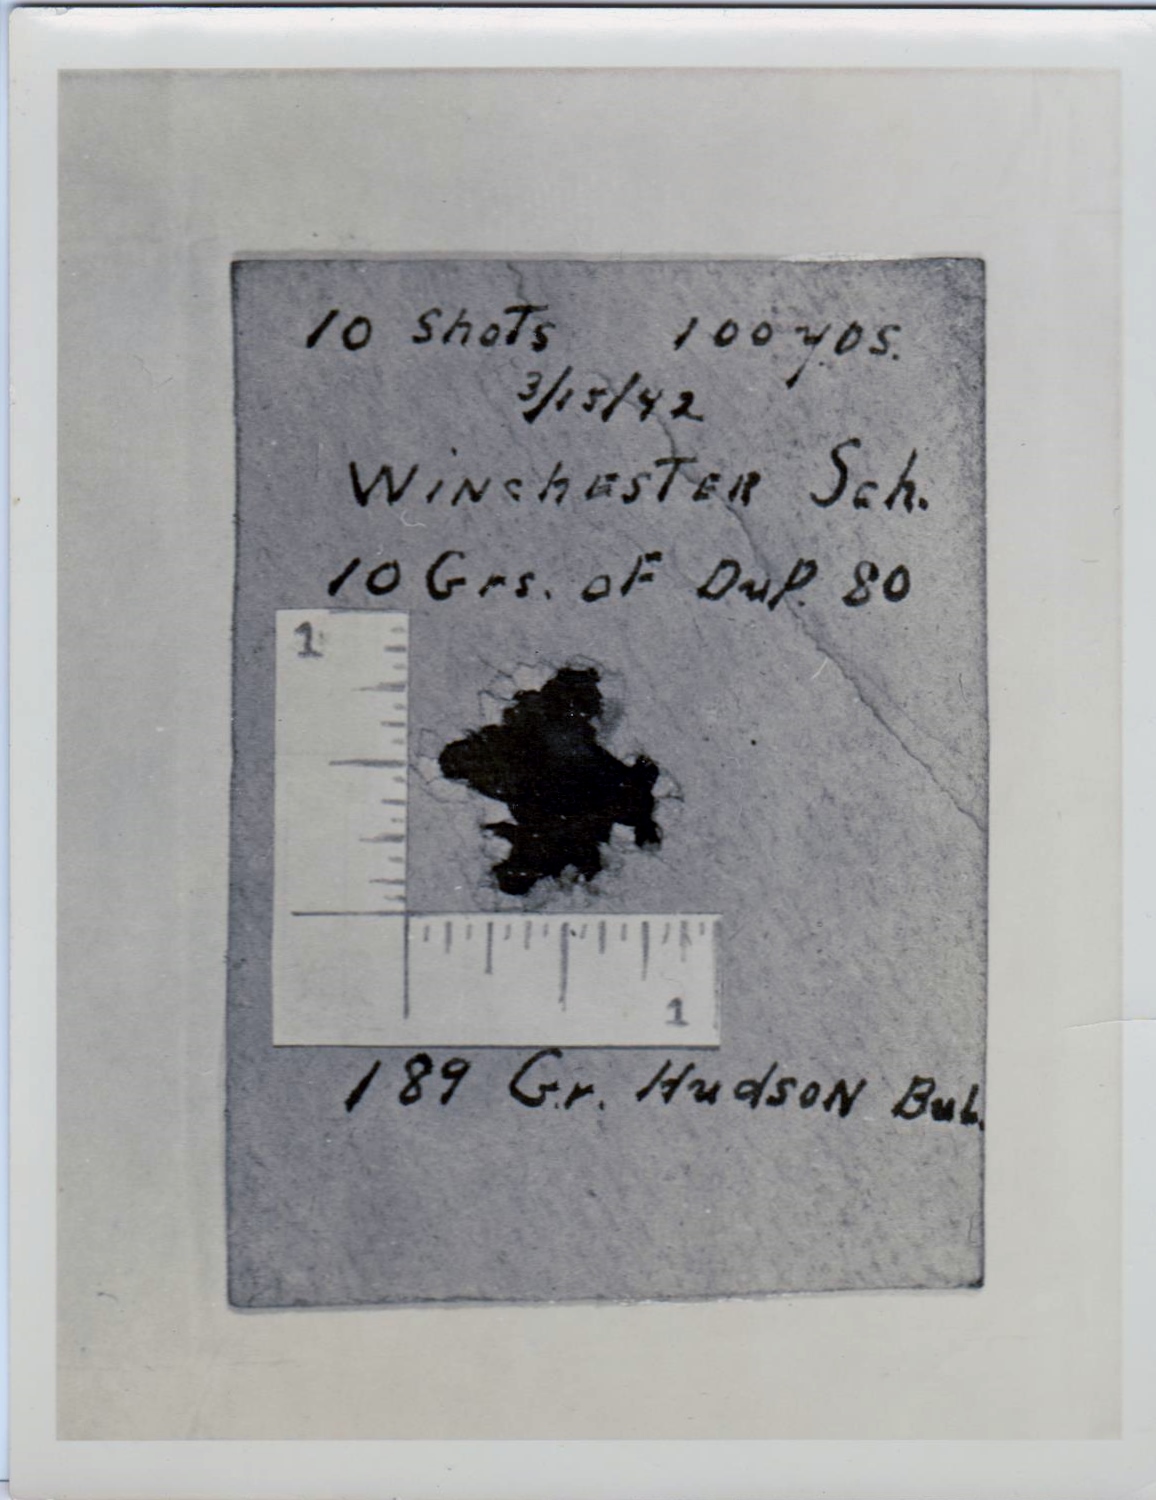 10 Shots 100 yds.
3/15/42
Winchester Sch.
10 Grs. of Dup. 80
1
1
189 Gr. Hudson Bul.